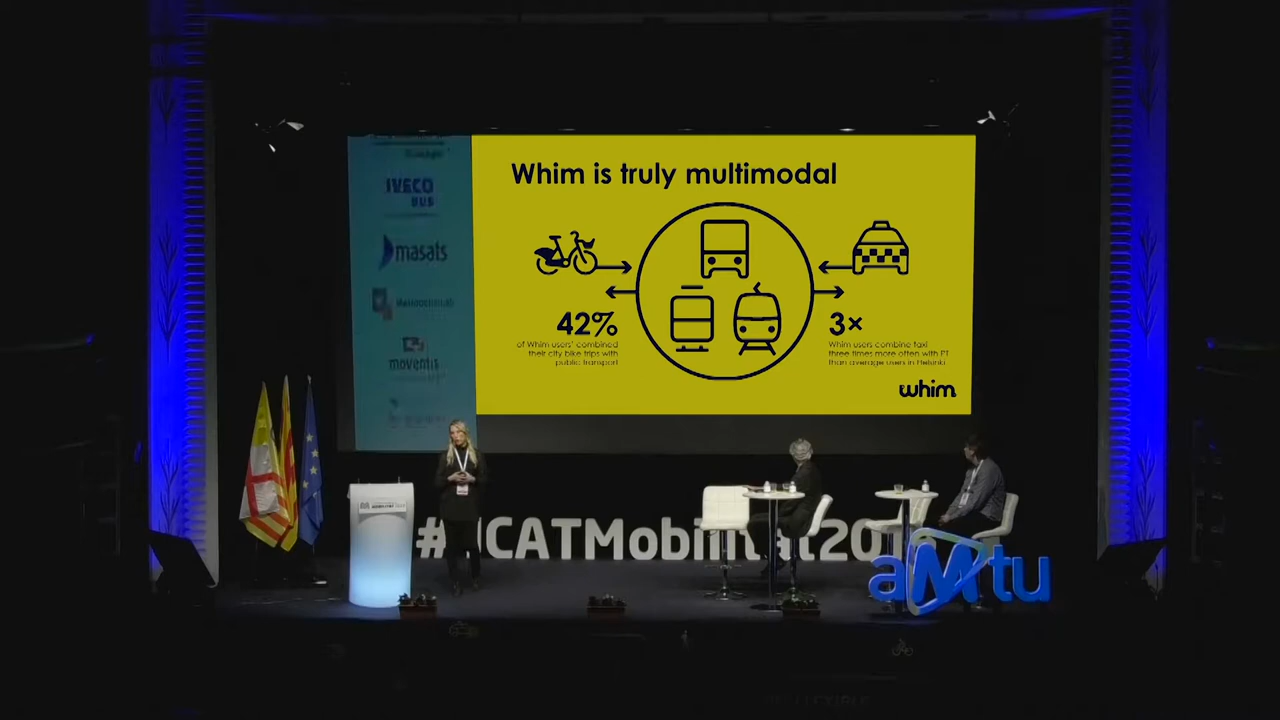 Whim is truly multimodal
IVECO
BUS
masats
moventis
42%
of Whim users' combined
their city bike trips with
public transport
3×
Whim users combine taxi
three times more often with PT
than average users in Helsinki
whim
aMtu